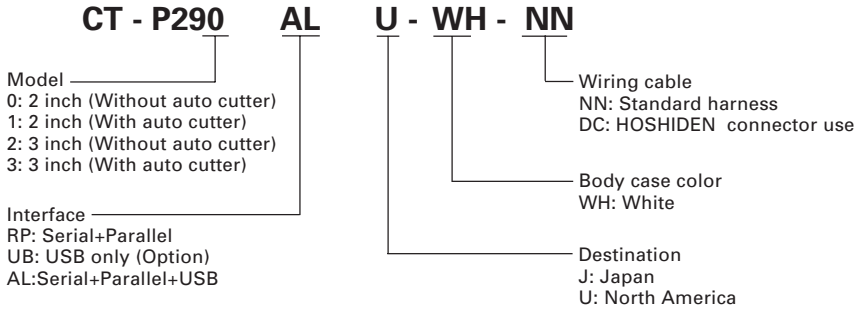 CT - P290 AL U - WH - NN
Model
0: 2 inch (Without auto cutter)
1: 2 inch (With auto cutter)
2: 3 inch (Without auto cutter)
3: 3 inch (With auto cutter)
Interface
RP: Serial+Parallel
UB: USB only (Option)
AL:Serial+Parallel+USB
Wiring cable
NN: Standard harness
DC: HOSHIDEN connector use
Body case color
WH: White
Destination
J: Japan
U: North America